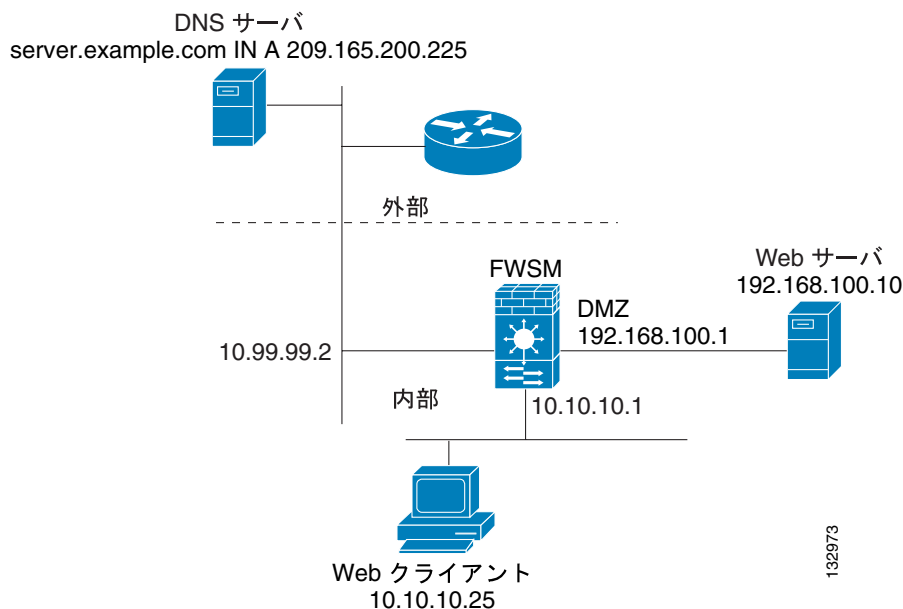 DNS サーバ
server.example.com IN A 209.165.200.225
外部
FWSM
Web サーバ
192.168.100.10
DMZ
192.168.100.1
10.99.99.2
内部
10.10.10.1
Web クライアント
10.10.10.25
132973